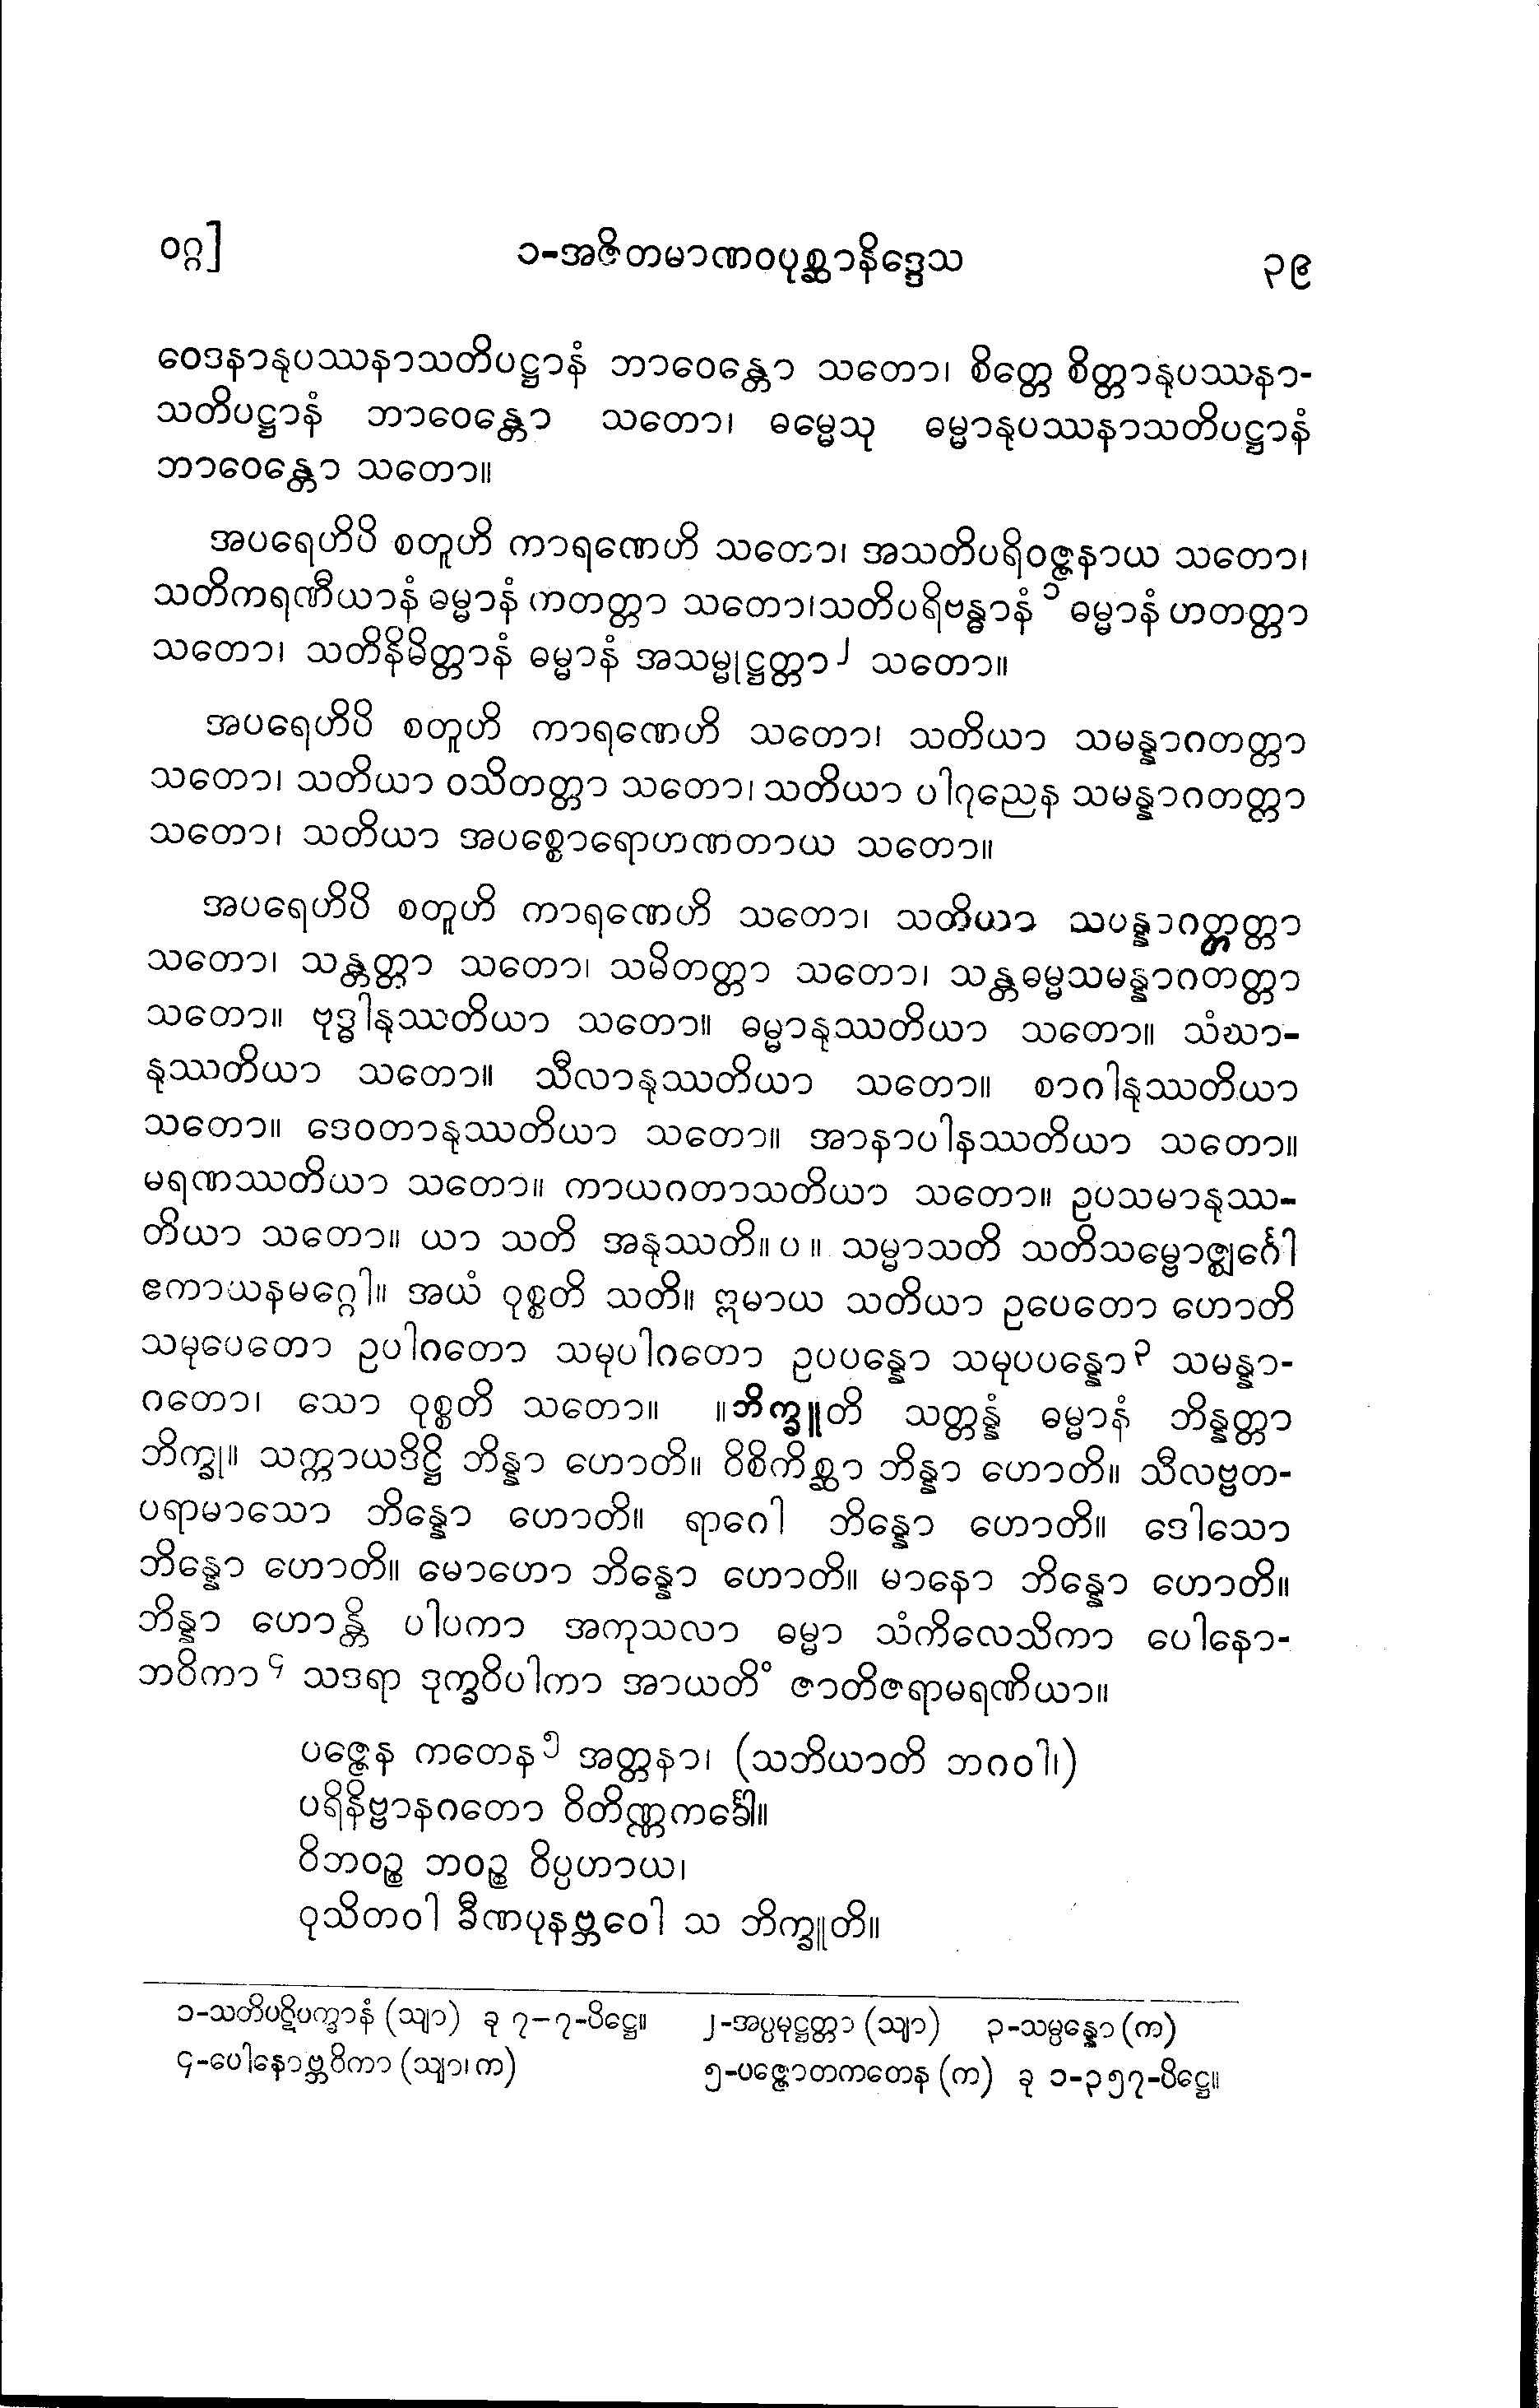 ဝဂ္ဂ]
၁-အဇိတမာဏဝပုစ္ဆာနိဒ္ဒေသ
၃၉
ဝေဒနာနုပဿနာသတိပဋ္ဌာနံ ဘာဝေန္တော သတော၊ စိတ္တေ စိတ္တာနုပဿနာ-
သတိပဋ္ဌာနံ ဘာဝေန္တော သတော၊ ဓမ္မေသု ဓမ္မာနုပဿနာသတိပဋ္ဌာနံ
ဘာဝေန္တော သတော။
အပရေဟိပိ စတူဟိ ကာရဏေဟိ သတော၊ အသတိပရိဝဇ္ဇနာယ သတော၊
သတိကရဏီယာနံ ဓမ္မာနံ ကတတ္တာ သတော၊သတိပရိဗန္ဓာနံ ၁ ဓမ္မာနံ ဟတတ္တာ
သတော၊ သတိနိမိတ္တာနံ ဓမ္မာနံ အသမ္မုဋ္ဌတ္တာ၂ သတော။
အပရေဟိပိ စတူဟိ ကာရဏေဟိ သတော၊ သတိယာ သမန္နာဂတတ္တာ
သတော၊ သတိယာ ဝသိတတ္တာ သတော၊ သတိယာ ပါဂုညေန သမန္နာဂတတ္တာ
သတော၊ သတိယာ အပစ္စောရောဟဏတာယ သတော။
အပရေဟိပိ စတူဟိ ကာရဏေဟိ သတော၊ သတိယာ သပန္နာဂတ္တတ္တာ
သတော၊ သန္တတ္တာ သတော၊ သမိတတ္တာ သတော၊ သန္တဓမ္မသမန္နာဂတတ္တာ
သတော။ ဗုဒ္ဓါနုဿတိယာ သတော။ ဓမ္မာနုဿတိယာ သတော။ သံဃာ-
နုဿတိယာ သတော။ သီလာနုဿတိယာ သတော။ စာဂါနုဿတိယာ
သတော။ ဒေဝတာနုဿတိယာ သတော။ အာနာပါနဿတိယာ သတော။
မရဏဿတိယာ သတော။ ကာယဂတာသတိယာ သတော။ ဥပသမာနုဿ-
တိယာ သတော။ ယာ သတိ အနုဿတိ။ ပ ။ သမ္မာသတိ သတိသမ္ဗောဇ္ဈင်္ဂေါ
ဧကာယနမဂ္ဂေါ။ အယံ ဝုစ္စတိ သတိ။ ဣမာယ သတိယာ ဥပေတော ဟောတိ
သမုပေတော ဥပါဂတော သမုပါဂတော ဥပပန္နော သမုပပန္နော၃ သမန္နာ-
ဂတော၊ သော ဝုစ္စတိ သတော။ ။ဘိက္ခူတိ သတ္တန္နံ ဓမ္မာနံ ဘိန္နတ္တာ
ဘိက္ခု။ သက္ကာယဒိဋ္ဌိ ဘိန္နာ ဟောတိ။ ဝိစိကိစ္ဆာ ဘိန္နာ ဟောတိ။ သီလဗ္ဗတ-
ပရာမာသော ဘိန္နော ဟောတိ။ ရာဂေါ ဘိန္နော ဟောတိ။ ဒေါသော
ဘိန္နော ဟောတိ။ မောဟော ဘိန္နော ဟောတိ။ မာနော ဘိန္နော ဟောတိ။
ဘိန္နာ ဟောန္တိ ပါပကာ အကုသလာ ဓမ္မာ သံကိလေသိကာ ပေါနော-
ဘဝိကာ၄ သဒရာ ဒုက္ခဝိပါကာ အာယတိံ ဇာတိဇရာမရဏိယာ။
ပဇ္ဇေန ကတေန၅ အတ္တနာ၊ (သဘိယာတိ ဘဂဝါ၊)
ပရိနိဗ္ဗာနဂတော ဝိတိဏ္ဏကင်္ခေါ။
ဝိဘဝဉ္စ ဘဝဉ္စ ဝိပ္ပဟာယ၊
ဝုသိတဝါ ခီဏပုနဗ္ဘဝေါ သ ဘိက္ခူတိ။
၁-သတိပဋိပက္ခာနံ (သျာ) ခု ၇-၇-ပိဋ္ဌေ။ ၂-အပ္ပမုဋ္ဌတ္တာ (သျာ) ၃-သမ္ပန္နော (က)
၄-ပေါနောဗ္ဘဝိကာ (သျာ၊ က) ၅-ပဇ္ဇောတကတေန (က) ခု ၁-၃၅၇-ပိဋ္ဌေ။